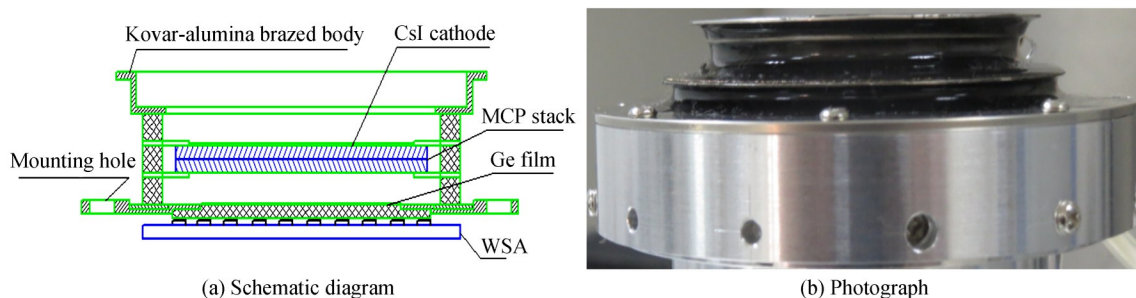 Kovar-alumina brazed body
CsI cathode
MCP stack
Mounting hole
Ge film
WSA
(a) Schematic diagram
(b) Photograph